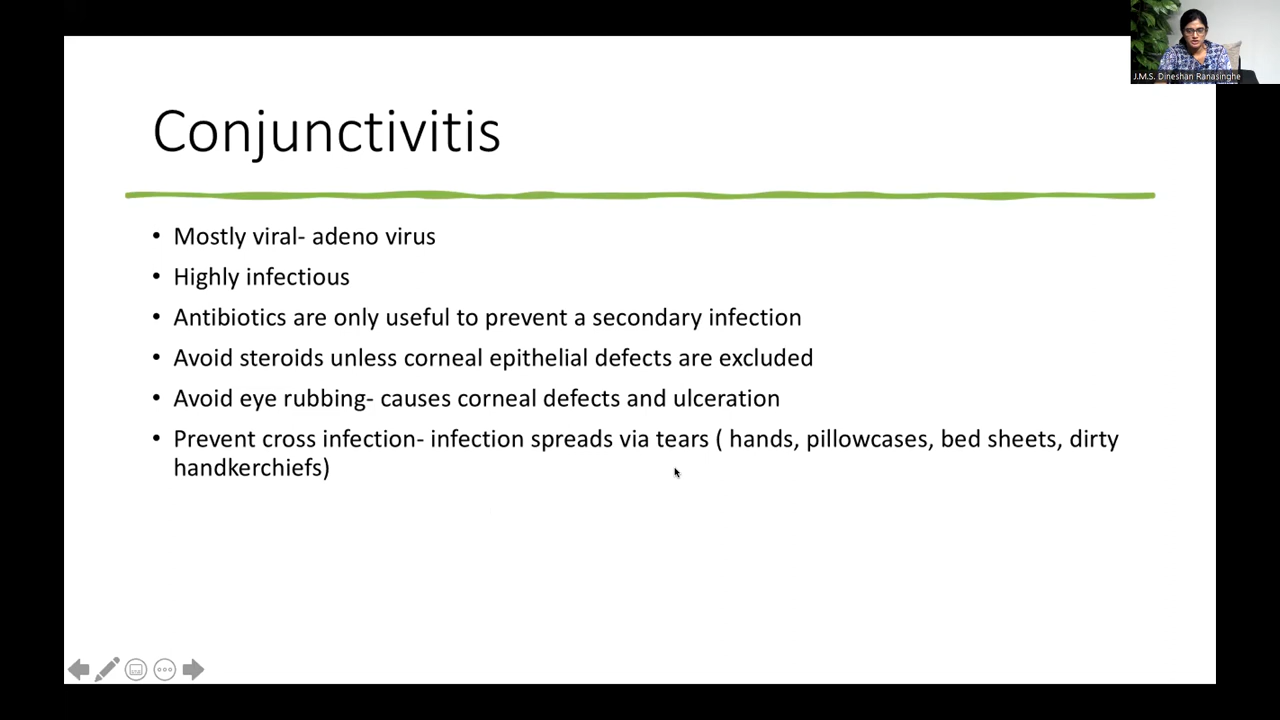 J.M.S. Dineshan Ranasinghe
Conjunctivitis
• Mostly viral- adeno virus
• Highly infectious
• Antibiotics are only useful to prevent a secondary infection
• Avoid steroids unless corneal epithelial defects are excluded
• Avoid eye rubbing- causes corneal defects and ulceration
• Prevent cross infection- infection spreads via tears ( hands, pillowcases, bed sheets, dirty
handkerchiefs)